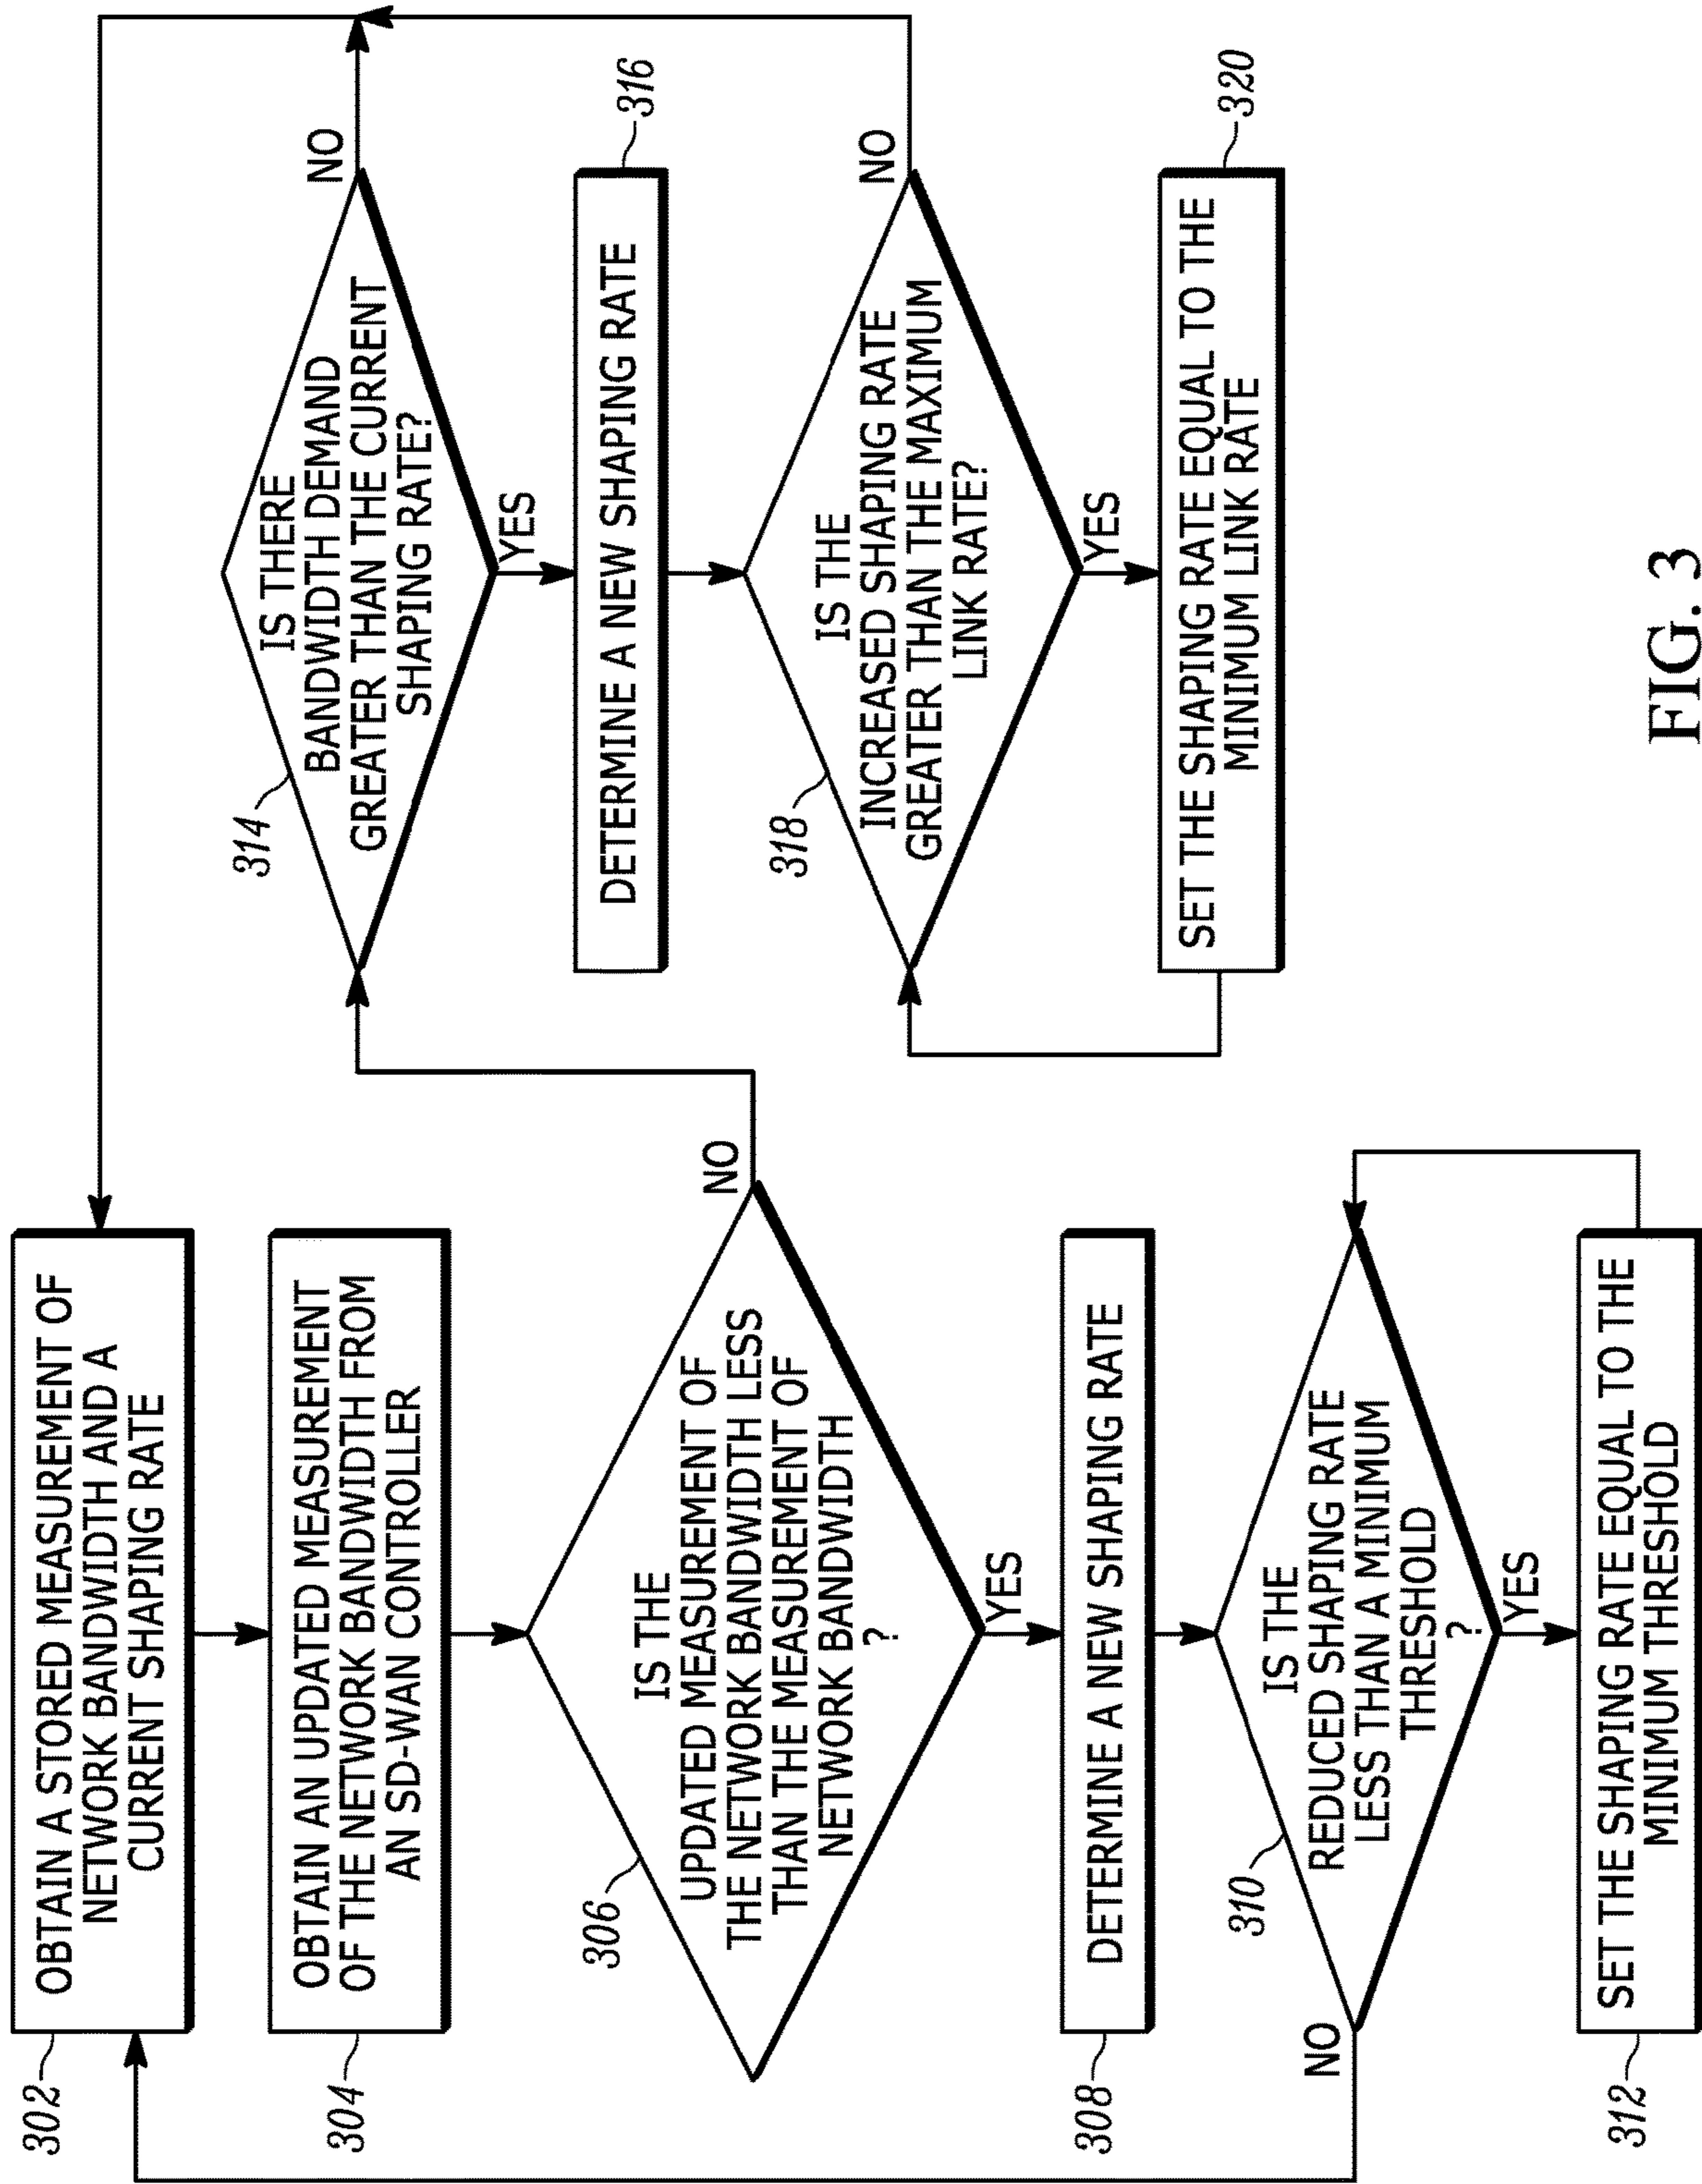 302
OBTAIN A STORED MEASUREMENT OF
NETWORK BANDWIDTH AND A
CURRENT SHAPING RATE
304
OBTAIN AN UPDATED MEASUREMENT
OF THE NETWORK BANDWIDTH FROM
AN SD-WAN CONTROLLER
306
IS THE
UPDATED MEASUREMENT OF
THE NETWORK BANDWIDTH LESS
THAN THE MEASUREMENT OF
NETWORK BANDWIDTH
?
NO
YES
308
DETERMINE A NEW SHAPING RATE
310
IS THE
REDUCED SHAPING RATE
LESS THAN A MINIMUM
THRESHOLD
?
NO
YES
312
SET THE SHAPING RATE EQUAL TO THE
MINIMUM THRESHOLD
314
IS THERE
BANDWIDTH DEMAND
GREATER THAN THE CURRENT
SHAPING RATE?
NO
YES
316
DETERMINE A NEW SHAPING RATE
318
IS THE
INCREASED SHAPING RATE
GREATER THAN THE MAXIMUM
LINK RATE?
NO
YES
320
SET THE SHAPING RATE EQUAL TO THE
MINIMUM LINK RATE
FIG. 3